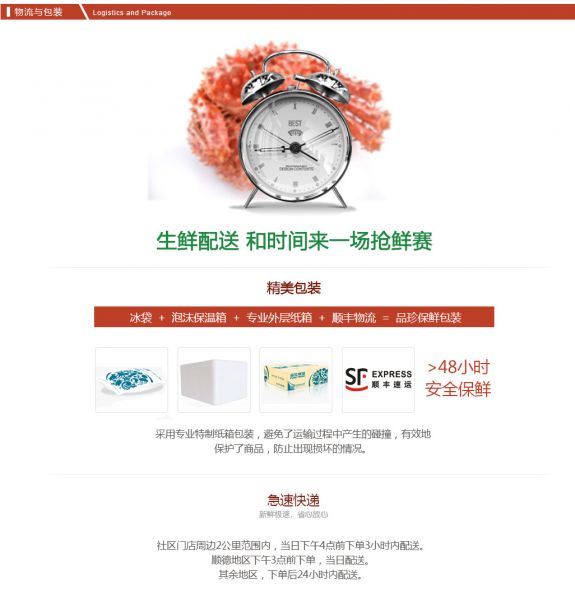 物流与包装
Logistics and Package
BEST
DESIGN CONTENTS
生鲜配送 和时间来一场抢鲜赛
精美包装
冰袋 + 泡沫保温箱 + 专业外层纸箱 + 顺丰物流 = 品珍保鲜包装
SF EXPRESS
顺丰速运
>48小时
安全保鲜
采用专业特制纸箱包装，避免了运输过程中产生的碰撞，有效地
保护了商品，防止出现损坏的情况。
急速快递
新鲜极速，省心放心
社区门店周边2公里范围内，当日下午4点前下单3小时内配送。
顺德地区下午3点前下单，当日配送。
其余地区，下单后24小时内配送。